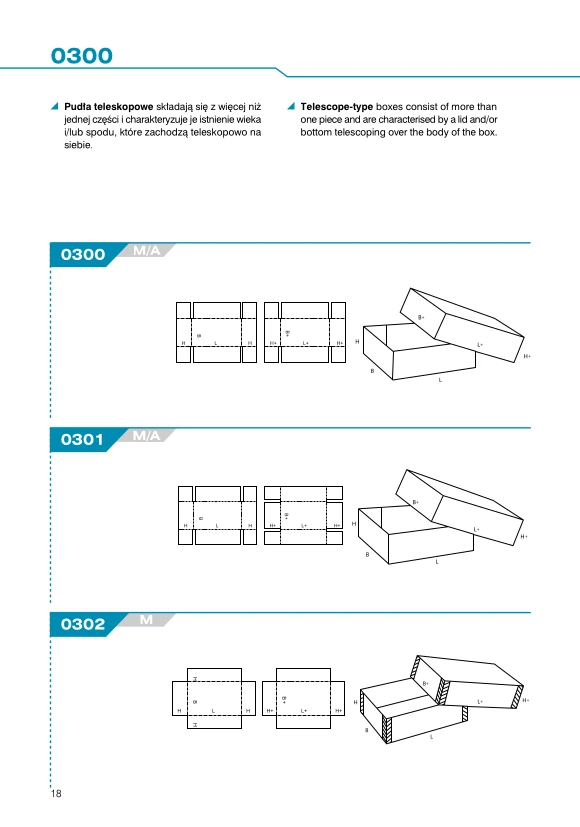 0300
Pudła teleskopowe składają się z więcej niż
jednej części i charakteryzuje je istnienie wieka
i/lub spodu, które zachodzą teleskopowo na
siebie.
Telescope-type boxes consist of more than
one piece and are characterised by a lid and/or
bottom telescoping over the body of the box.
0300 M/A
H B L H
H+ B+ L+ H+
H B L B+ L+ H+
0301 M/A
H B L H
H+ B+ L+ H+
H B L B+ L+ H+
0302 M
H H B L H H
H+ B+ L+ H+
H B L B+ L+ H+
18